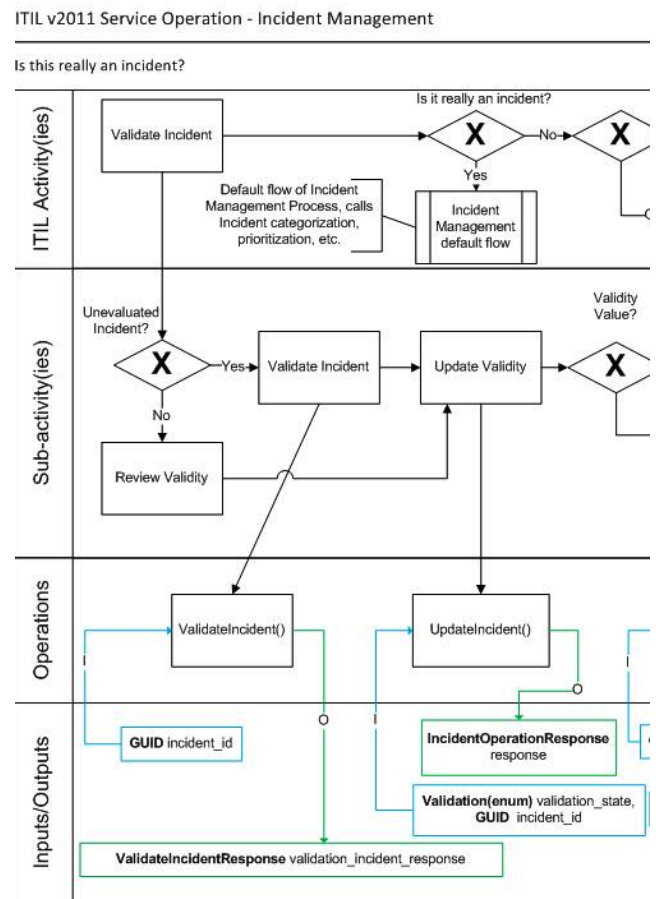 ITIL v2011 Service Operation - Incident Management
Is this really an incident?
ITIL Activity(ies)
Validate Incident
Is it really an incident?
X
No
X
Yes
Default flow of Incident
Management Process, calls
Incident categorization,
prioritization, etc.
Incident
Management
default flow
Sub-activity(ies)
Unevaluated
Incident?
X
Yes
Validate Incident
Update Validity
Validity
Value?
X
No
Review Validity
Operations
ValidateIncident()
UpdateIncident()
I
O
I
O
I
Inputs/Outputs
GUID incident_id
IncidentOperationResponse
response
Validation(enum) validation_state,
GUID incident_id
ValidateIncidentResponse validation_incident_response